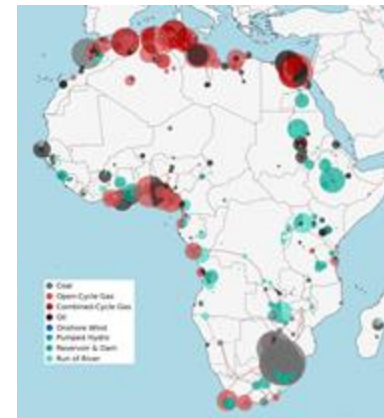 Coal
Open-Cycle Gas
Combined-Cycle Gas
Oil
Onshore Wind
Pumped Hydro
Reservoir & Dam
Run of River